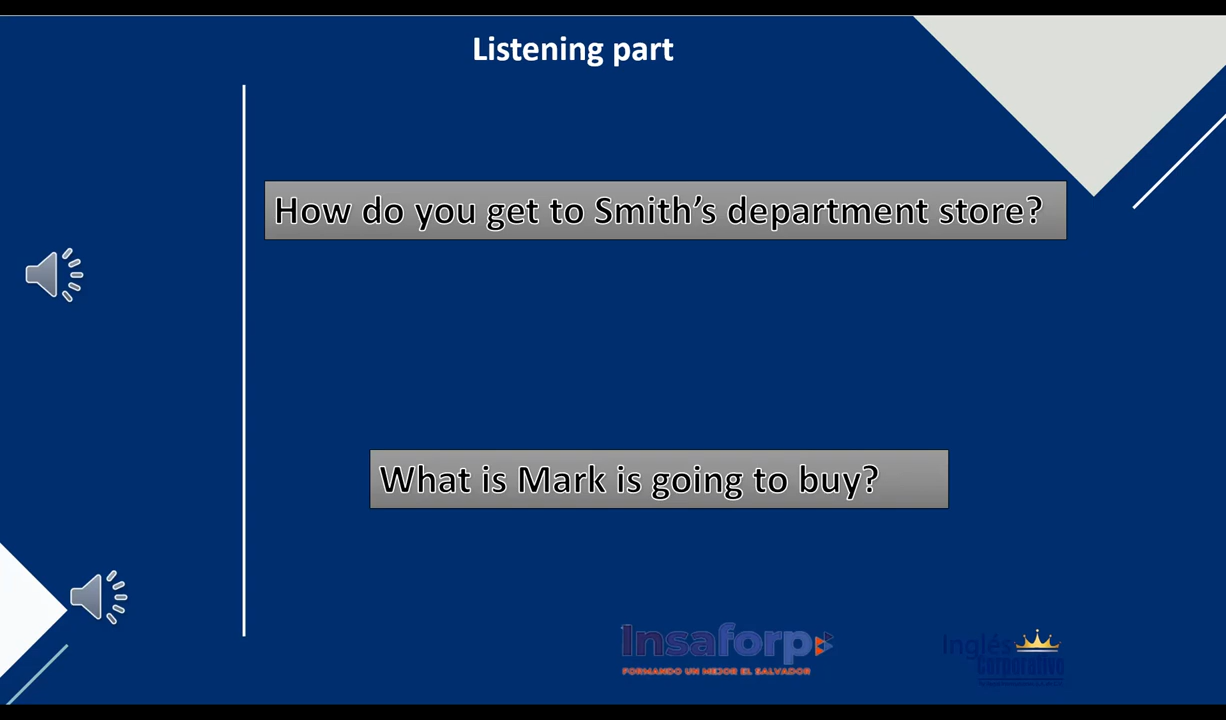 Listening part
How do you get to Smith’s department store?
What is Mark is going to buy?
Insaforp
FORMANDO UN MEJOR EL SALVADOR
Inglés
Corporativo